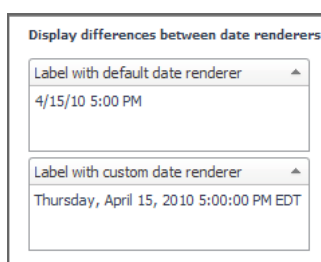 Display differences between date renderers
Label with default date renderer
4/15/10 5:00 PM
Label with custom date renderer
Thursday, April 15, 2010 5:00:00 PM EDT